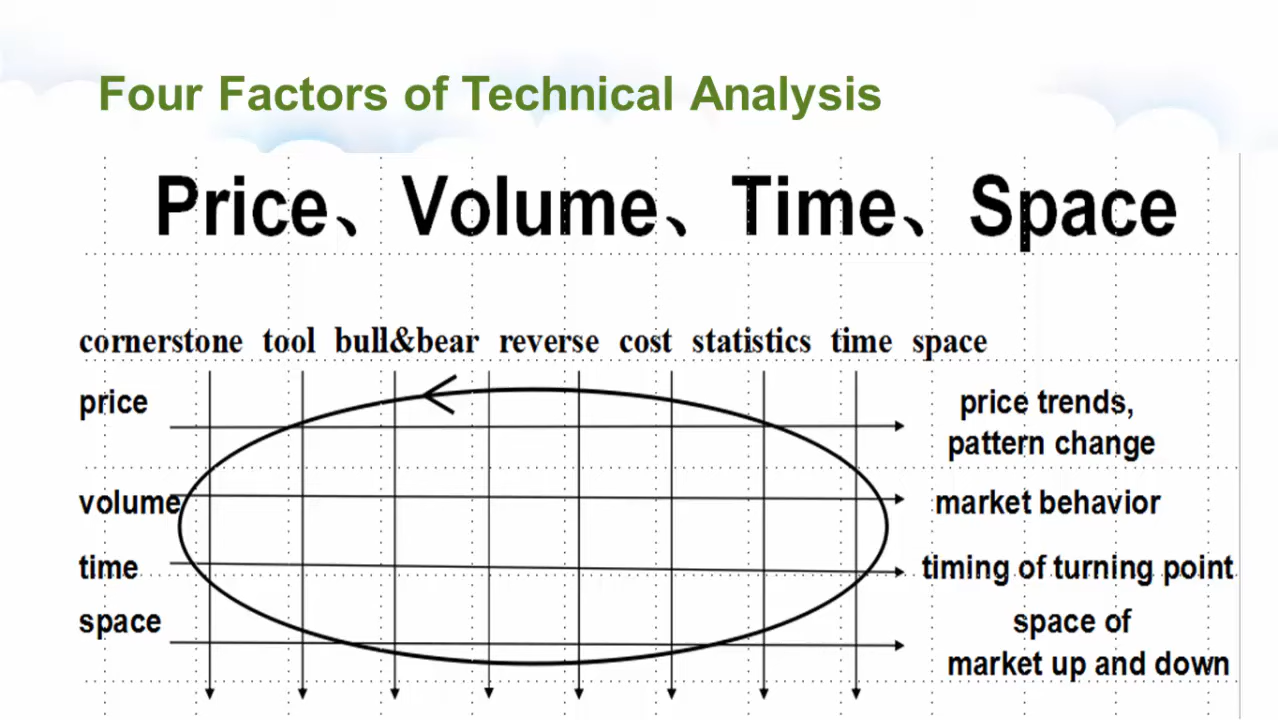 Four Factors of Technical Analysis
Price、Volume、Time、Space
cornerstone tool bull&bear reverse cost statistics time space
price
price trends,
pattern change
volume
market behavior
time
timing of turning point
space
space of
market up and down